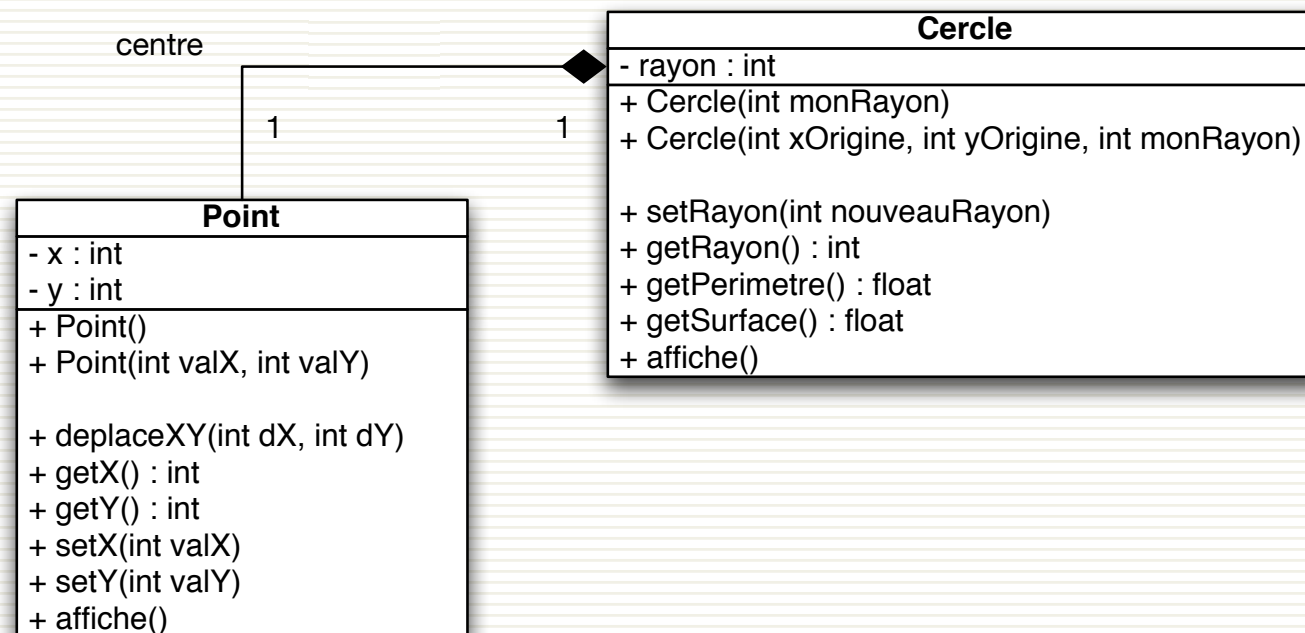 centre
1
1
Cercle
- rayon : int
+ Cercle(int monRayon)
+ Cercle(int xOrigine, int yOrigine, int monRayon)
+ setRayon(int nouveauRayon)
+ getRayon() : int
+ getPerimetre() : float
+ getSurface() : float
+ affiche()
Point
- x : int
- y : int
+ Point()
+ Point(int valX, int valY)
+ deplaceXY(int dX, int dY)
+ getX() : int
+ getY() : int
+ setX(int valX)
+ setY(int valY)
+ affiche()